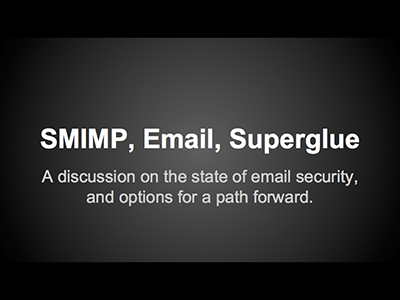 SMIMP, Email, Superglue
A discussion on the state of email security,
and options for a path forward.